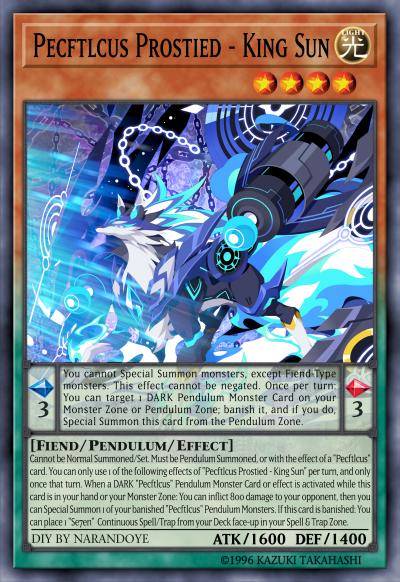 Pecftlcus Prostied - King Sun
LIGHT
光
You cannot Special Summon monsters, except Fiend-Type
monsters. This effect cannot be negated. Once per turn:
You can target 1 DARK Pendulum Monster Card on your
Monster Zone or Pendulum Zone; banish it, and if you do,
Special Summon this card from the Pendulum Zone.
3
3
[Fiend/Pendulum/Effect]
Cannot be Normal Summoned/Set. Must be Pendulum Summoned, or with the effect of a "Pecftlcus"
card. You can only use 1 of the following effects of "Pecftlcus Prostied - King Sun" per turn, and only
once that turn. When a DARK "Pecftlcus" Pendulum Monster Card or effect is activated while this
card is in your hand or your Monster Zone: You can inflict 800 damage to your opponent, then you
can Special Summon 1 of your banished "Pecftlcus" Pendulum Monsters. If this card is banished: You
can place 1 "Se7en" Continuous Spell/Trap from your Deck face-up in your Spell & Trap Zone.
DIY BY NARANDOYE
ATK/1600 DEF/1400
©1996 KAZUKI TAKAHASHI